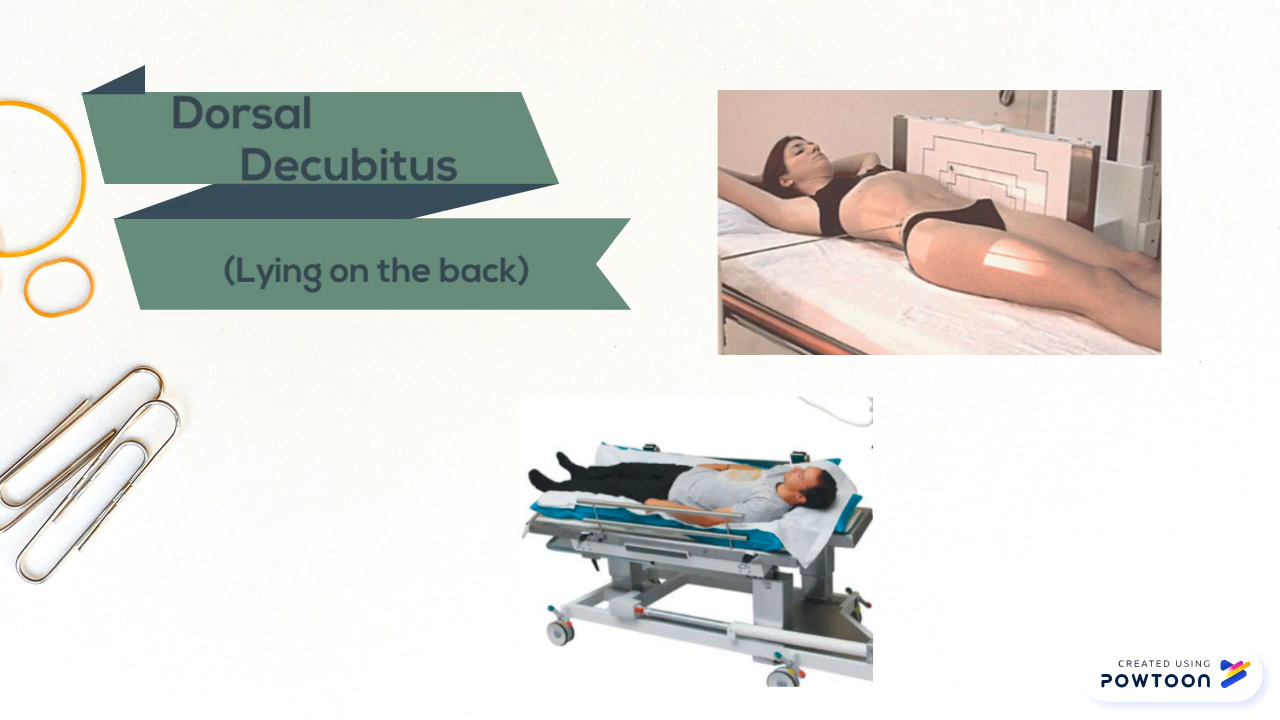 Dorsal
Decubitus
(Lying on the back)
CREATED USING
POWTOON